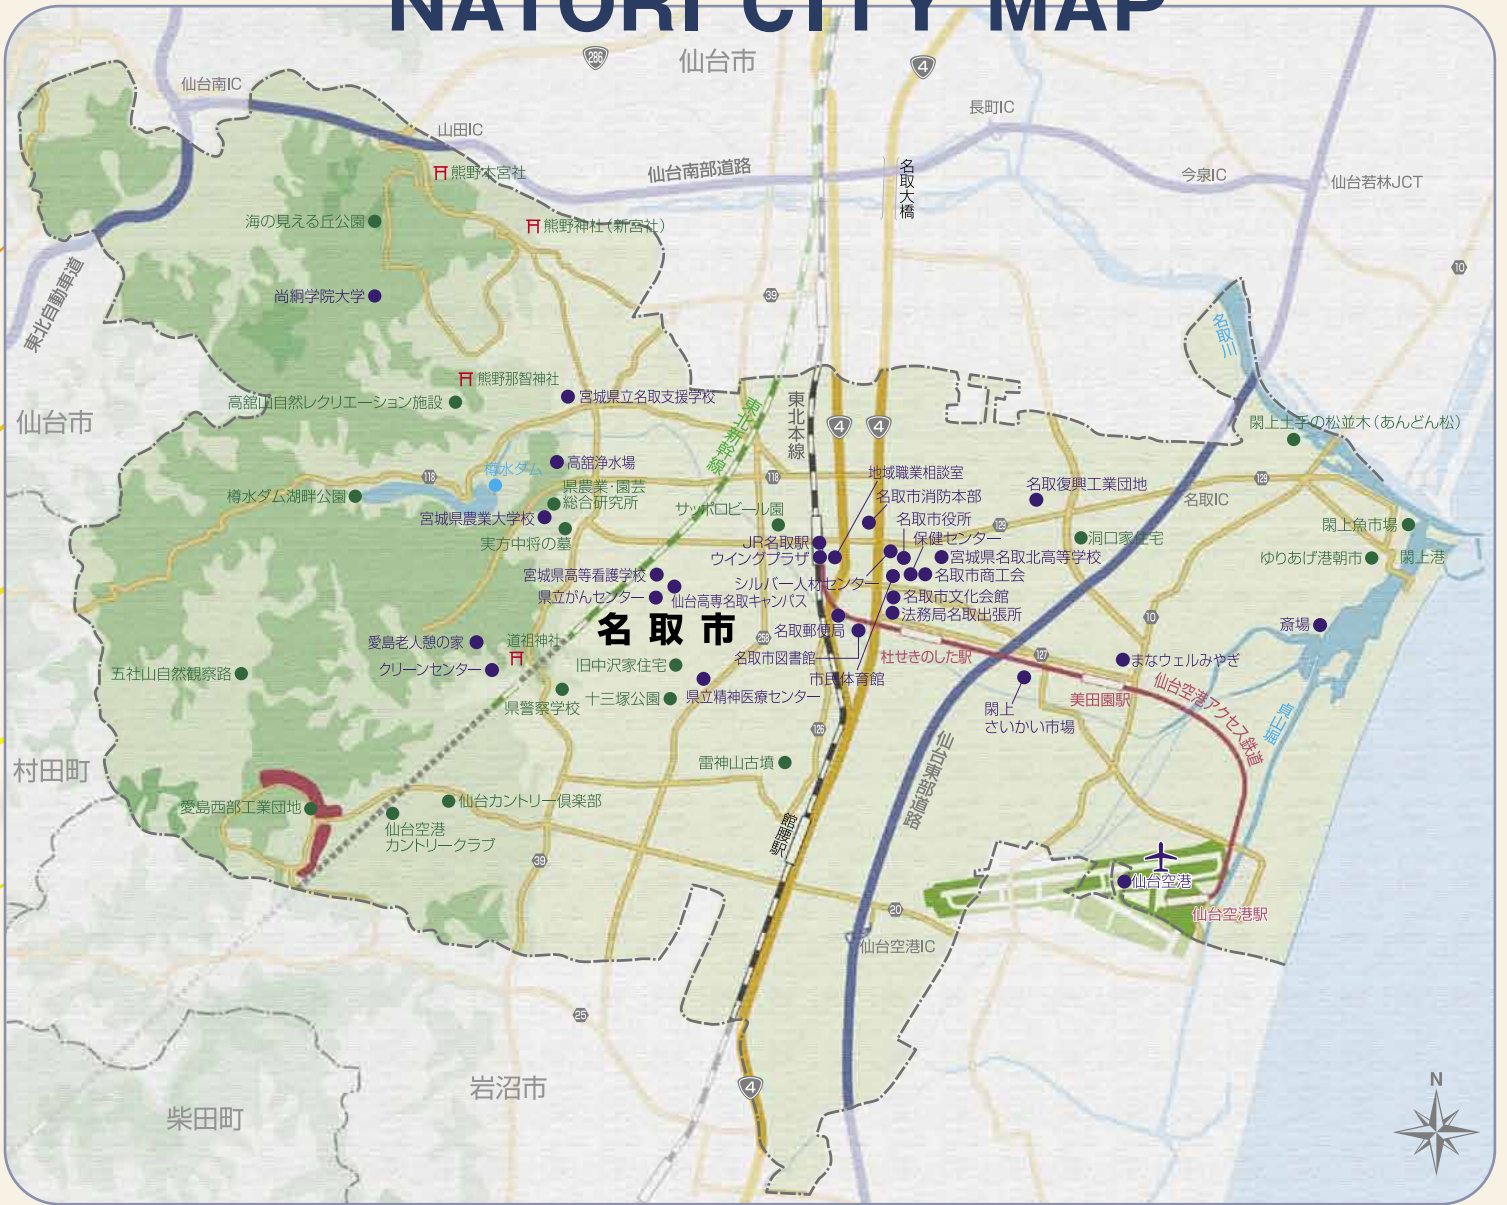 NATORI CITY MAP
仙台市
286
4
仙台南IC
山田IC
長町IC
仙台南部道路
名取大橋
今泉IC
仙台若林JCT
熊野本宮社
海の見える丘公園
熊野神社（新宮社）
東北自動車道
尚絅学院大学
39
10
名取川
熊野那智神社
高舘山自然レクリエーション施設
宮城県立名取支援学校
仙台市
東北新幹線
東北本線
4
4
閖上土手の松並木（あんどん松）
高舘浄水場
樽水ダム
118
118
地域職業相談室
129
樽水ダム湖畔公園
県農業・園芸
総合研究所
名取市消防本部
名取復興工業団地
名取IC
宮城県農業大学校
サッポロビール園
名取市役所
129
閖上魚市場
実方中将の墓
JR名取駅
保健センター
洞口家住宅
ウイングプラザ
宮城県名取北高等学校
ゆりあげ港朝市
閖上港
宮城県高等看護学校
シルバー人材センター
名取市商工会
県立がんセンター
仙台高専名取キャンパス
名取市文化会館
法務局名取出張所
10
名取市
名取郵便局
斎場
愛島老人憩の家
道祖神社
258
名取市図書館
杜せきのした駅
127
まなウェルみやぎ
クリーンセンター
旧中沢家住宅
市民体育館
五社山自然観察路
県立精神医療センター
十三塚公園
美田園駅
仙台空港アクセス鉄道
県警察学校
閖上
さいかい市場
貞山堀
126
仙台東部道路
雷神山古墳
村田町
愛島西部工業団地
仙台カントリー倶楽部
仙台空港
カントリークラブ
館腰駅
39
仙台空港
20
仙台空港駅
仙台空港IC
25
岩沼市
4
柴田町
N